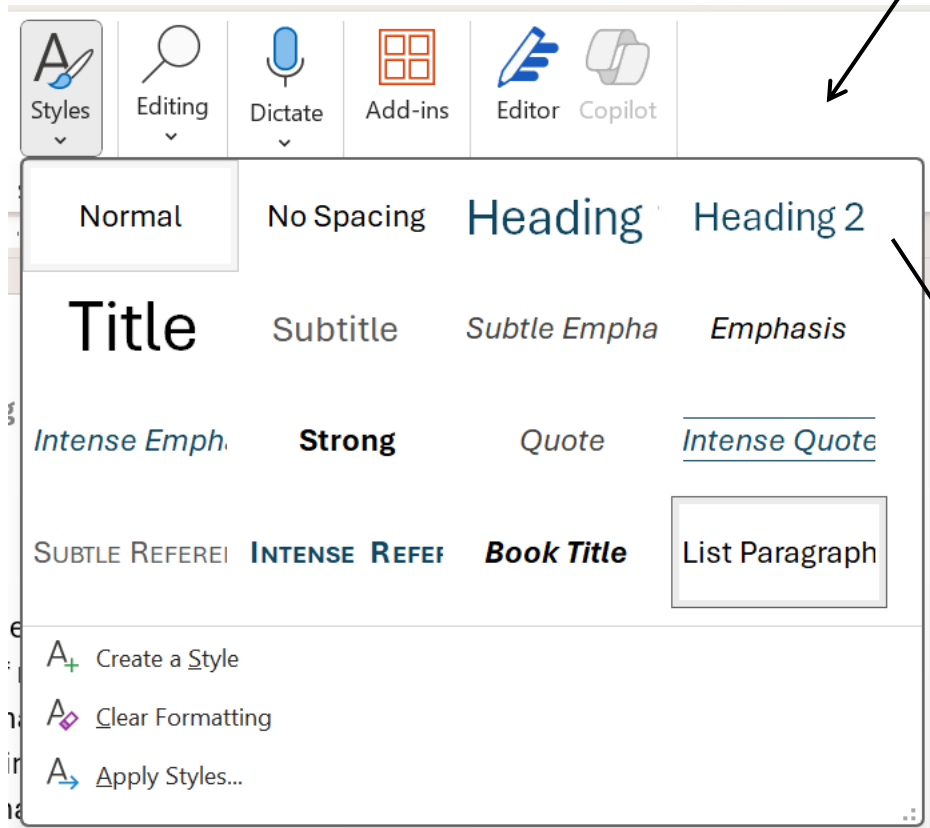 Styles Editing Dictate Add-ins Editor Copilot
Normal No Spacing Heading Heading 2
Title Subtitle Subtle Empha Emphasis
Intense Emph Strong Quote Intense Quote
SUBTLE REFEREI INTENSE REFEF Book Title List Paragraph
Create a Style
Clear Formatting
Apply Styles...